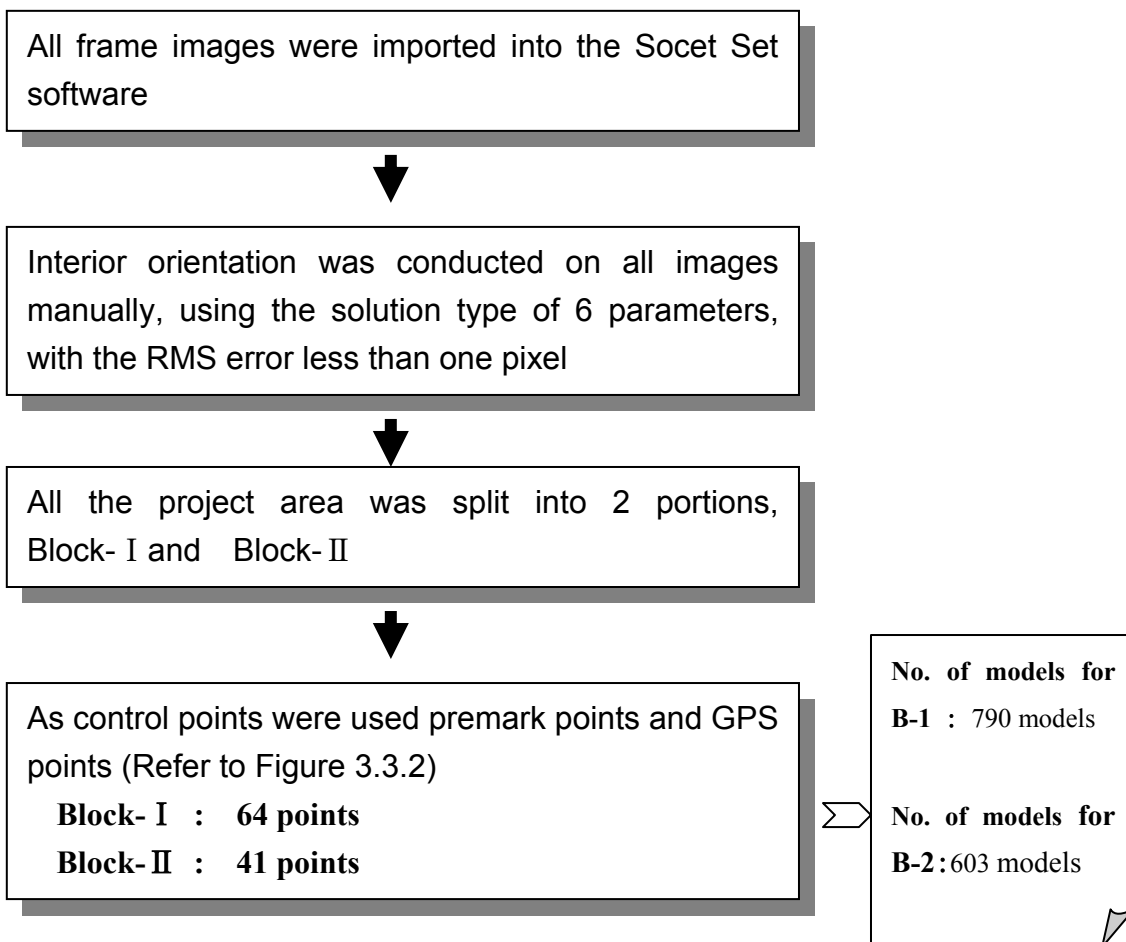 All frame images were imported into the Socet Set
software
Interior orientation was conducted on all images
manually, using the solution type of 6 parameters,
with the RMS error less than one pixel
All the project area was split into 2 portions,
Block-Ⅰ and Block-Ⅱ
As control points were used premark points and GPS
points (Refer to Figure 3.3.2)
Block-Ⅰ : 64 points
Block-Ⅱ : 41 points
No. of models for
B-1 : 790 models
No. of models for
B-2:603 models